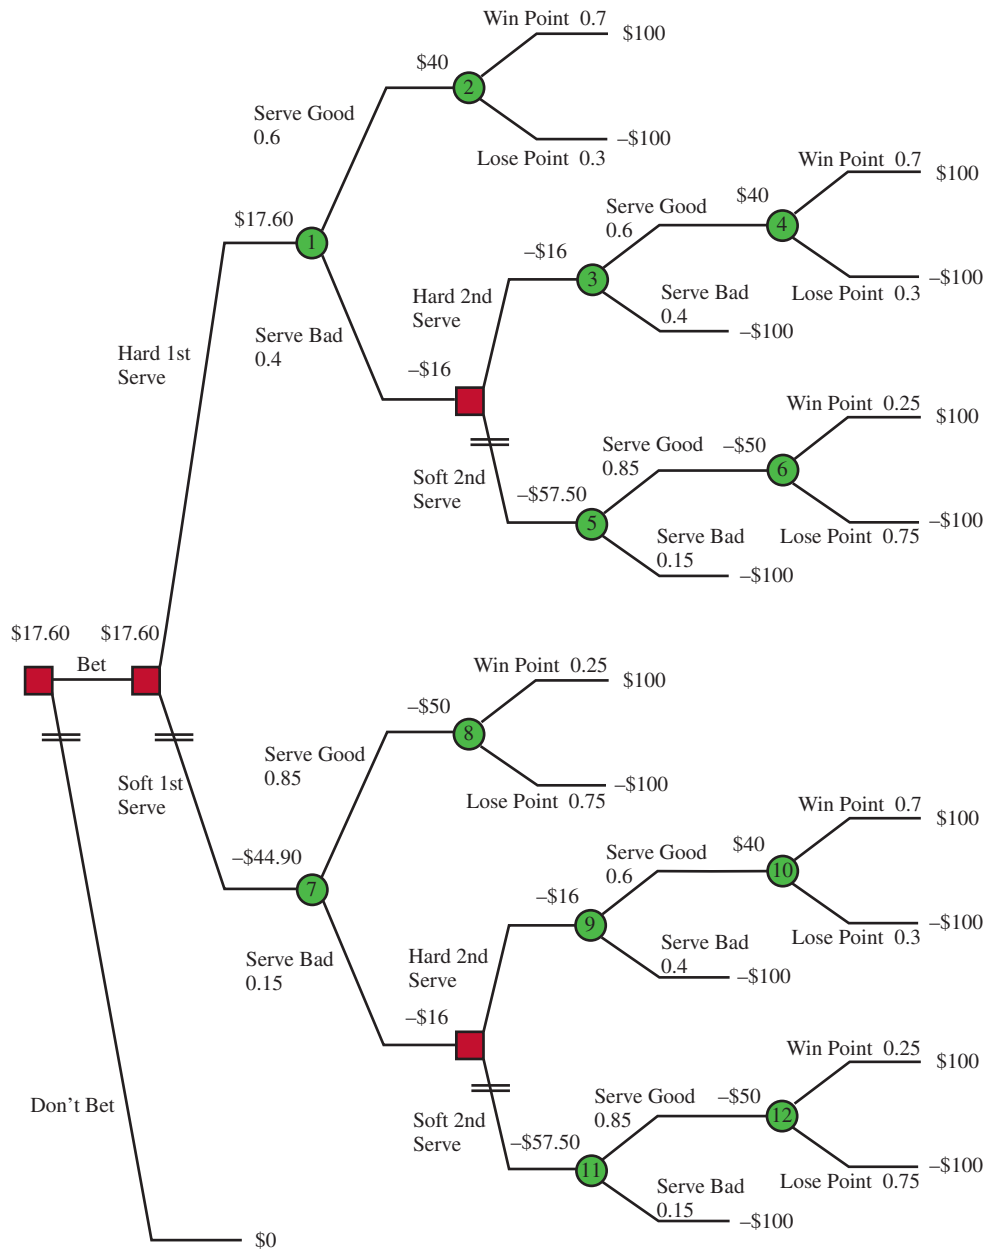 Win Point 0.7
$100
$40
2
Serve Good
0.6
–$100
Lose Point 0.3
Win Point 0.7
$100
$40
Serve Good
0.6
4
$17.60
1
–$16
3
–$100
Lose Point 0.3
Hard 2nd
Serve
Serve Bad
0.4
–$100
Serve Bad
0.4
Hard 1st
Serve
–$16
Win Point 0.25
$100
Serve Good
0.85
–$50
6
Soft 2nd
Serve
–$57.50
5
–$100
Lose Point 0.75
Serve Bad
0.15
–$100
$17.60
$17.60
Bet
Win Point 0.25
$100
–$50
8
Serve Good
0.85
–$100
Lose Point 0.75
Soft 1st
Serve
Win Point 0.7
$100
$40
Serve Good
0.6
10
–$44.90
7
–$16
9
–$100
Lose Point 0.3
Hard 2nd
Serve
Serve Bad
0.4
–$100
Serve Bad
0.15
–$16
Win Point 0.25
$100
Serve Good
0.85
–$50
12
Don't Bet
Soft 2nd
Serve
–$57.50
11
–$100
Lose Point 0.75
Serve Bad
0.15
–$100
$0